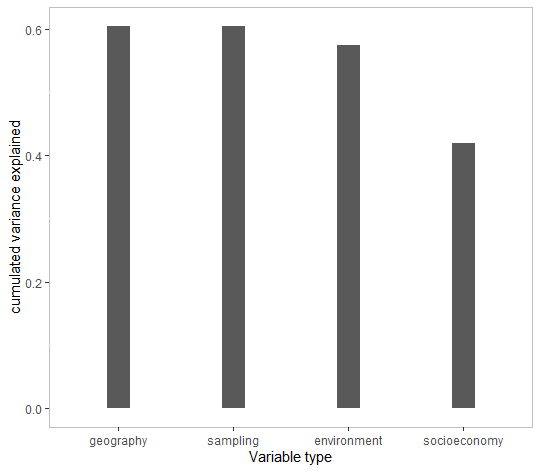 cumulated variance explained
0.6
0.4
0.2
0.0
geography sampling environment socioeconomy
Variable type